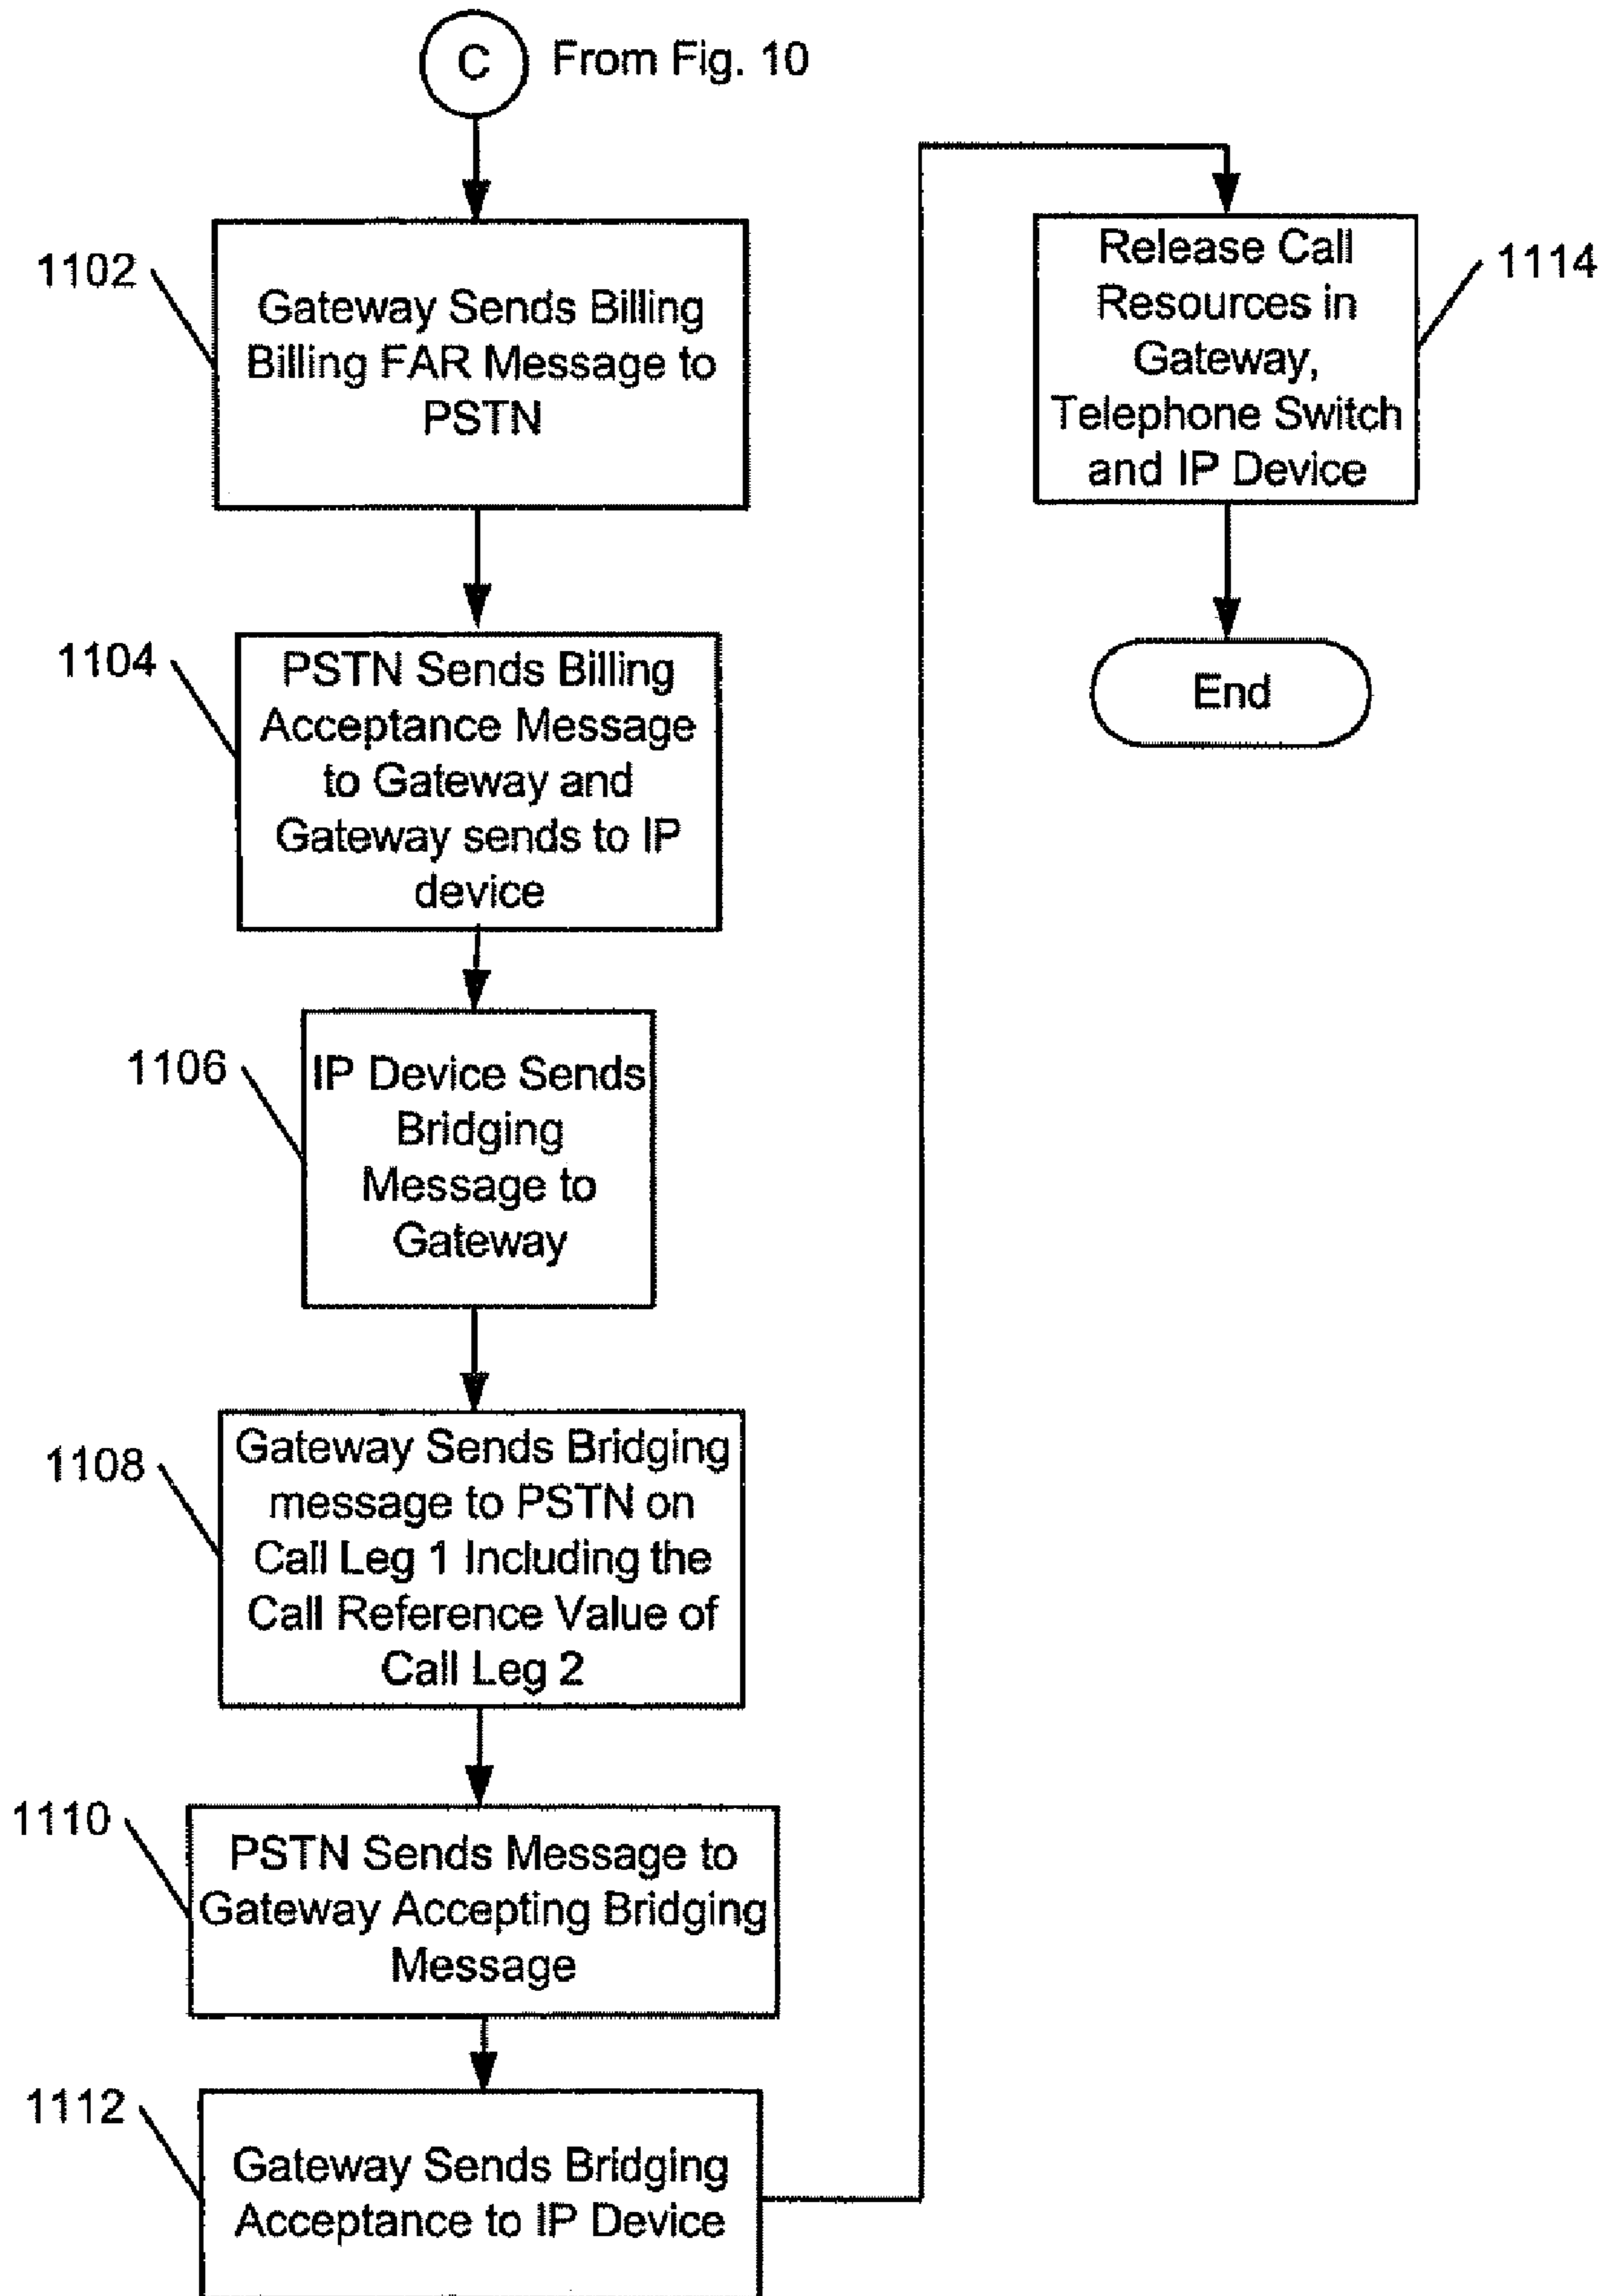 C
From Fig. 10
1102
Gateway Sends Billing
Billing FAR Message to
PSTN
1104
PSTN Sends Billing
Acceptance Message
to Gateway and
Gateway sends to IP
device
1106
IP Device Sends
Bridging
Message to
Gateway
1108
Gateway Sends Bridging
message to PSTN on
Call Leg 1 Including the
Call Reference Value of
Call Leg 2
1110
PSTN Sends Message to
Gateway Accepting Bridging
Message
1112
Gateway Sends Bridging
Acceptance to IP Device
Release Call
Resources in
Gateway,
Telephone Switch
and IP Device
1114
End